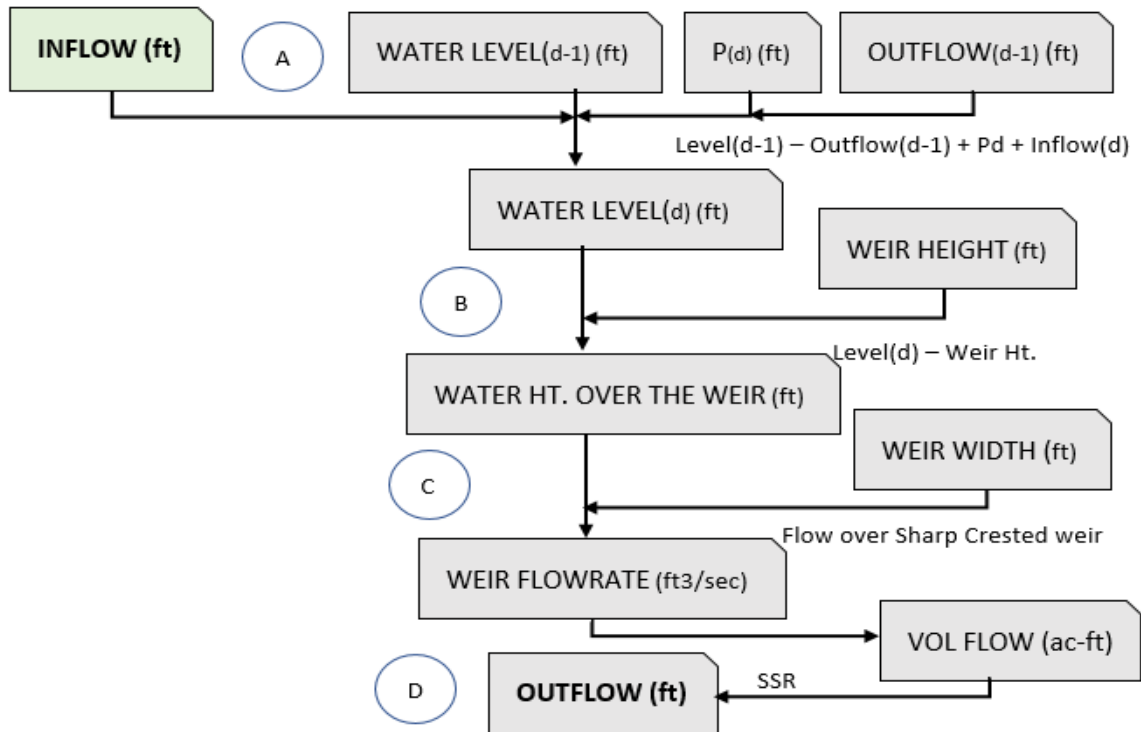 INFLOW (ft)
A
WATER LEVEL(d-1) (ft)
P(d) (ft)
OUTFLOW(d-1) (ft)
Level(d-1) – Outflow(d-1) + Pd + Inflow(d)
WATER LEVEL(d) (ft)
WEIR HEIGHT (ft)
B
Level(d) – Weir Ht.
WATER HT. OVER THE WEIR (ft)
WEIR WIDTH (ft)
C
Flow over Sharp Crested weir
WEIR FLOWRATE (ft3/sec)
VOL FLOW (ac-ft)
D
OUTFLOW (ft)
SSR